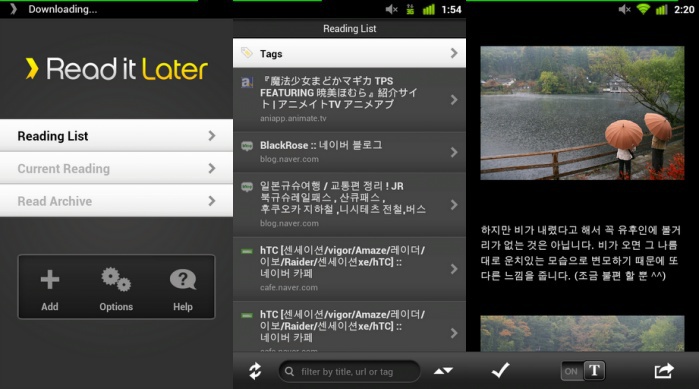 Downloading...
Read it Later
Reading List
Current Reading
Read Archive
Add
Options
Help
3G
1:54
Reading List
Tags
a!
『魔法少女まどかマギカ TPS
FEATURING 暁美ほむら』紹介サイ
ト | アニメイトTV アニメアプ
aniapp.animate.tv
BlackRose :: 네이버 블로그
blog.naver.com
일본규슈여행 / 교통편 정리 ! JR
북규슈레일패스 , 산큐패스 ,
후쿠오카 지하철 ,니시테츠 전철,버스
blog.naver.com
hTC [센세이션/vigor/Amaze/레이더/
이보/Raider/센세이션xe/hTC] ::
네이버 카페
cafe.naver.com
hTC [센세이션/vigor/Amaze/레이더/
이보/Raider/센세이션xe/hTC] ::
네이버 카페
filter by title, url or tag
2:20
하지만 비가 내렸다고 해서 꼭 유후인에 볼거
리가 없는 것은 아닙니다. 비가 오면 그 나름
대로 운치있는 모습으로 변모하기 때문에 또
다른 느낌을 줍니다. (조금 불편 할 뿐 ^^)
ON
T